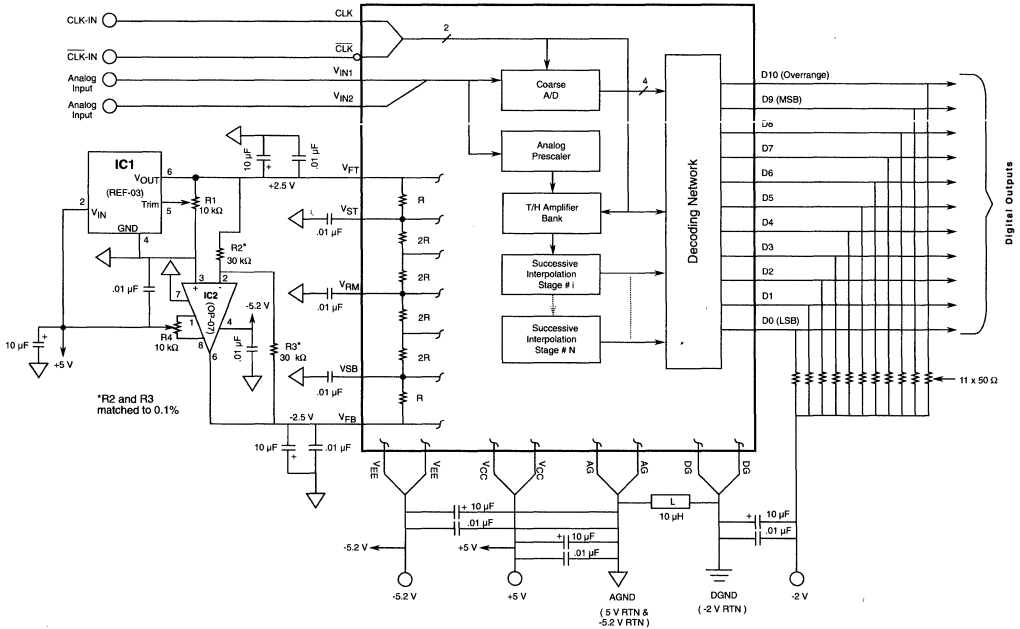 CLK-IN
CLK
CLK-IN
CLK
2
Analog
Input
VIN1
Analog
Input
VIN2
Coarse
A/D
4
Analog
Prescaler
T/H Amplifier
Bank
Successive
Interpolation
Stage # i
Successive
Interpolation
Stage # N
Decoding Network
D10 (Overrange)
D9 (MSB)
D8
D7
D6
D5
D4
D3
D2
D1
D0 (LSB)
Digital Outputs
11 x 50 Ω
IC1
VOUT
6
(REF-03)
Trim
5
2
VIN
GND
4
R1
10 kΩ
10 µF
+
.01 µF
+2.5 V
VFT
R
VST
.01 µF
2R
R2*
30 kΩ
2R
VRM
.01 µF
2R
2R
VSB
.01 µF
R
VFB
.01 µF
3
2
+
-
7
IC2
(OP-07)
1
4
8
6
R4
10 kΩ
-5.2 V
.01 µF
R3*
30 kΩ
10 µF
+
+5 V
*R2 and R3
matched to 0.1%
-2.5 V
10 µF
+
.01 µF
VEE
VEE
VCC
VCC
AG
AG
DG
DG
+ 10 µF
.01 µF
L
10 µH
+
10 µF
.01 µF
+ 10 µF
.01 µF
-5.2 V
+5 V
-5.2 V
+5 V
AGND
( 5 V RTN &
-5.2 V RTN )
DGND
( -2 V RTN )
-2 V